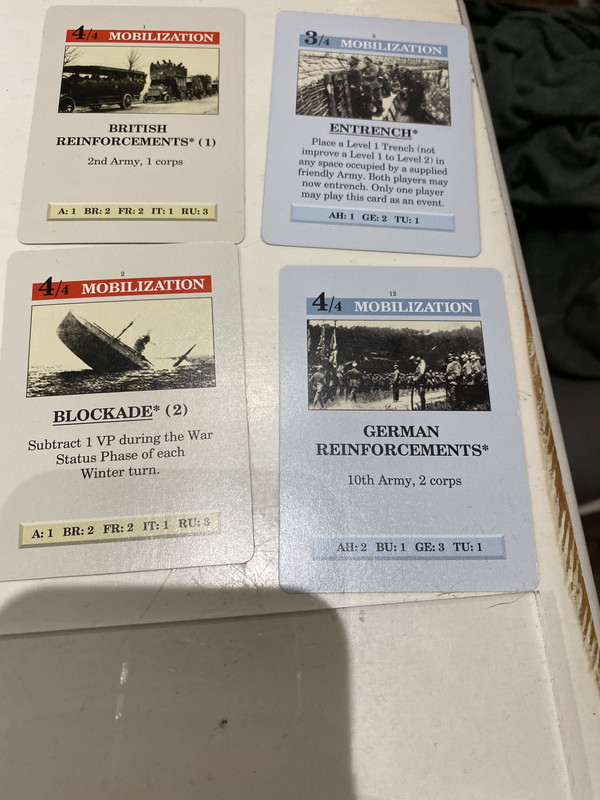 1
4/4 MOBILIZATION
BRITISH
REINFORCEMENTS* (1)
2nd Army, 1 corps
A: 1 BR: 2 FR: 2 IT: 1 RU: 3
3/4 MOBILIZATION
ENTRENCH*
Place a Level 1 Trench (not
improve a Level 1 to Level 2) in
any space occupied by a supplied
friendly Army. Both players may
now entrench. Only one player
may play this card as an event.
AH: 1 GE: 2 TU: 1
2
4/4 MOBILIZATION
BLOCKADE* (2)
Subtract 1 VP during the War
Status Phase of each
Winter turn.
A: 1 BR: 2 FR: 2 IT: 1 RU: 3
12
4/4 MOBILIZATION
GERMAN
REINFORCEMENTS*
10th Army, 2 corps
AH: 2 BU: 1 GE: 3 TU: 1